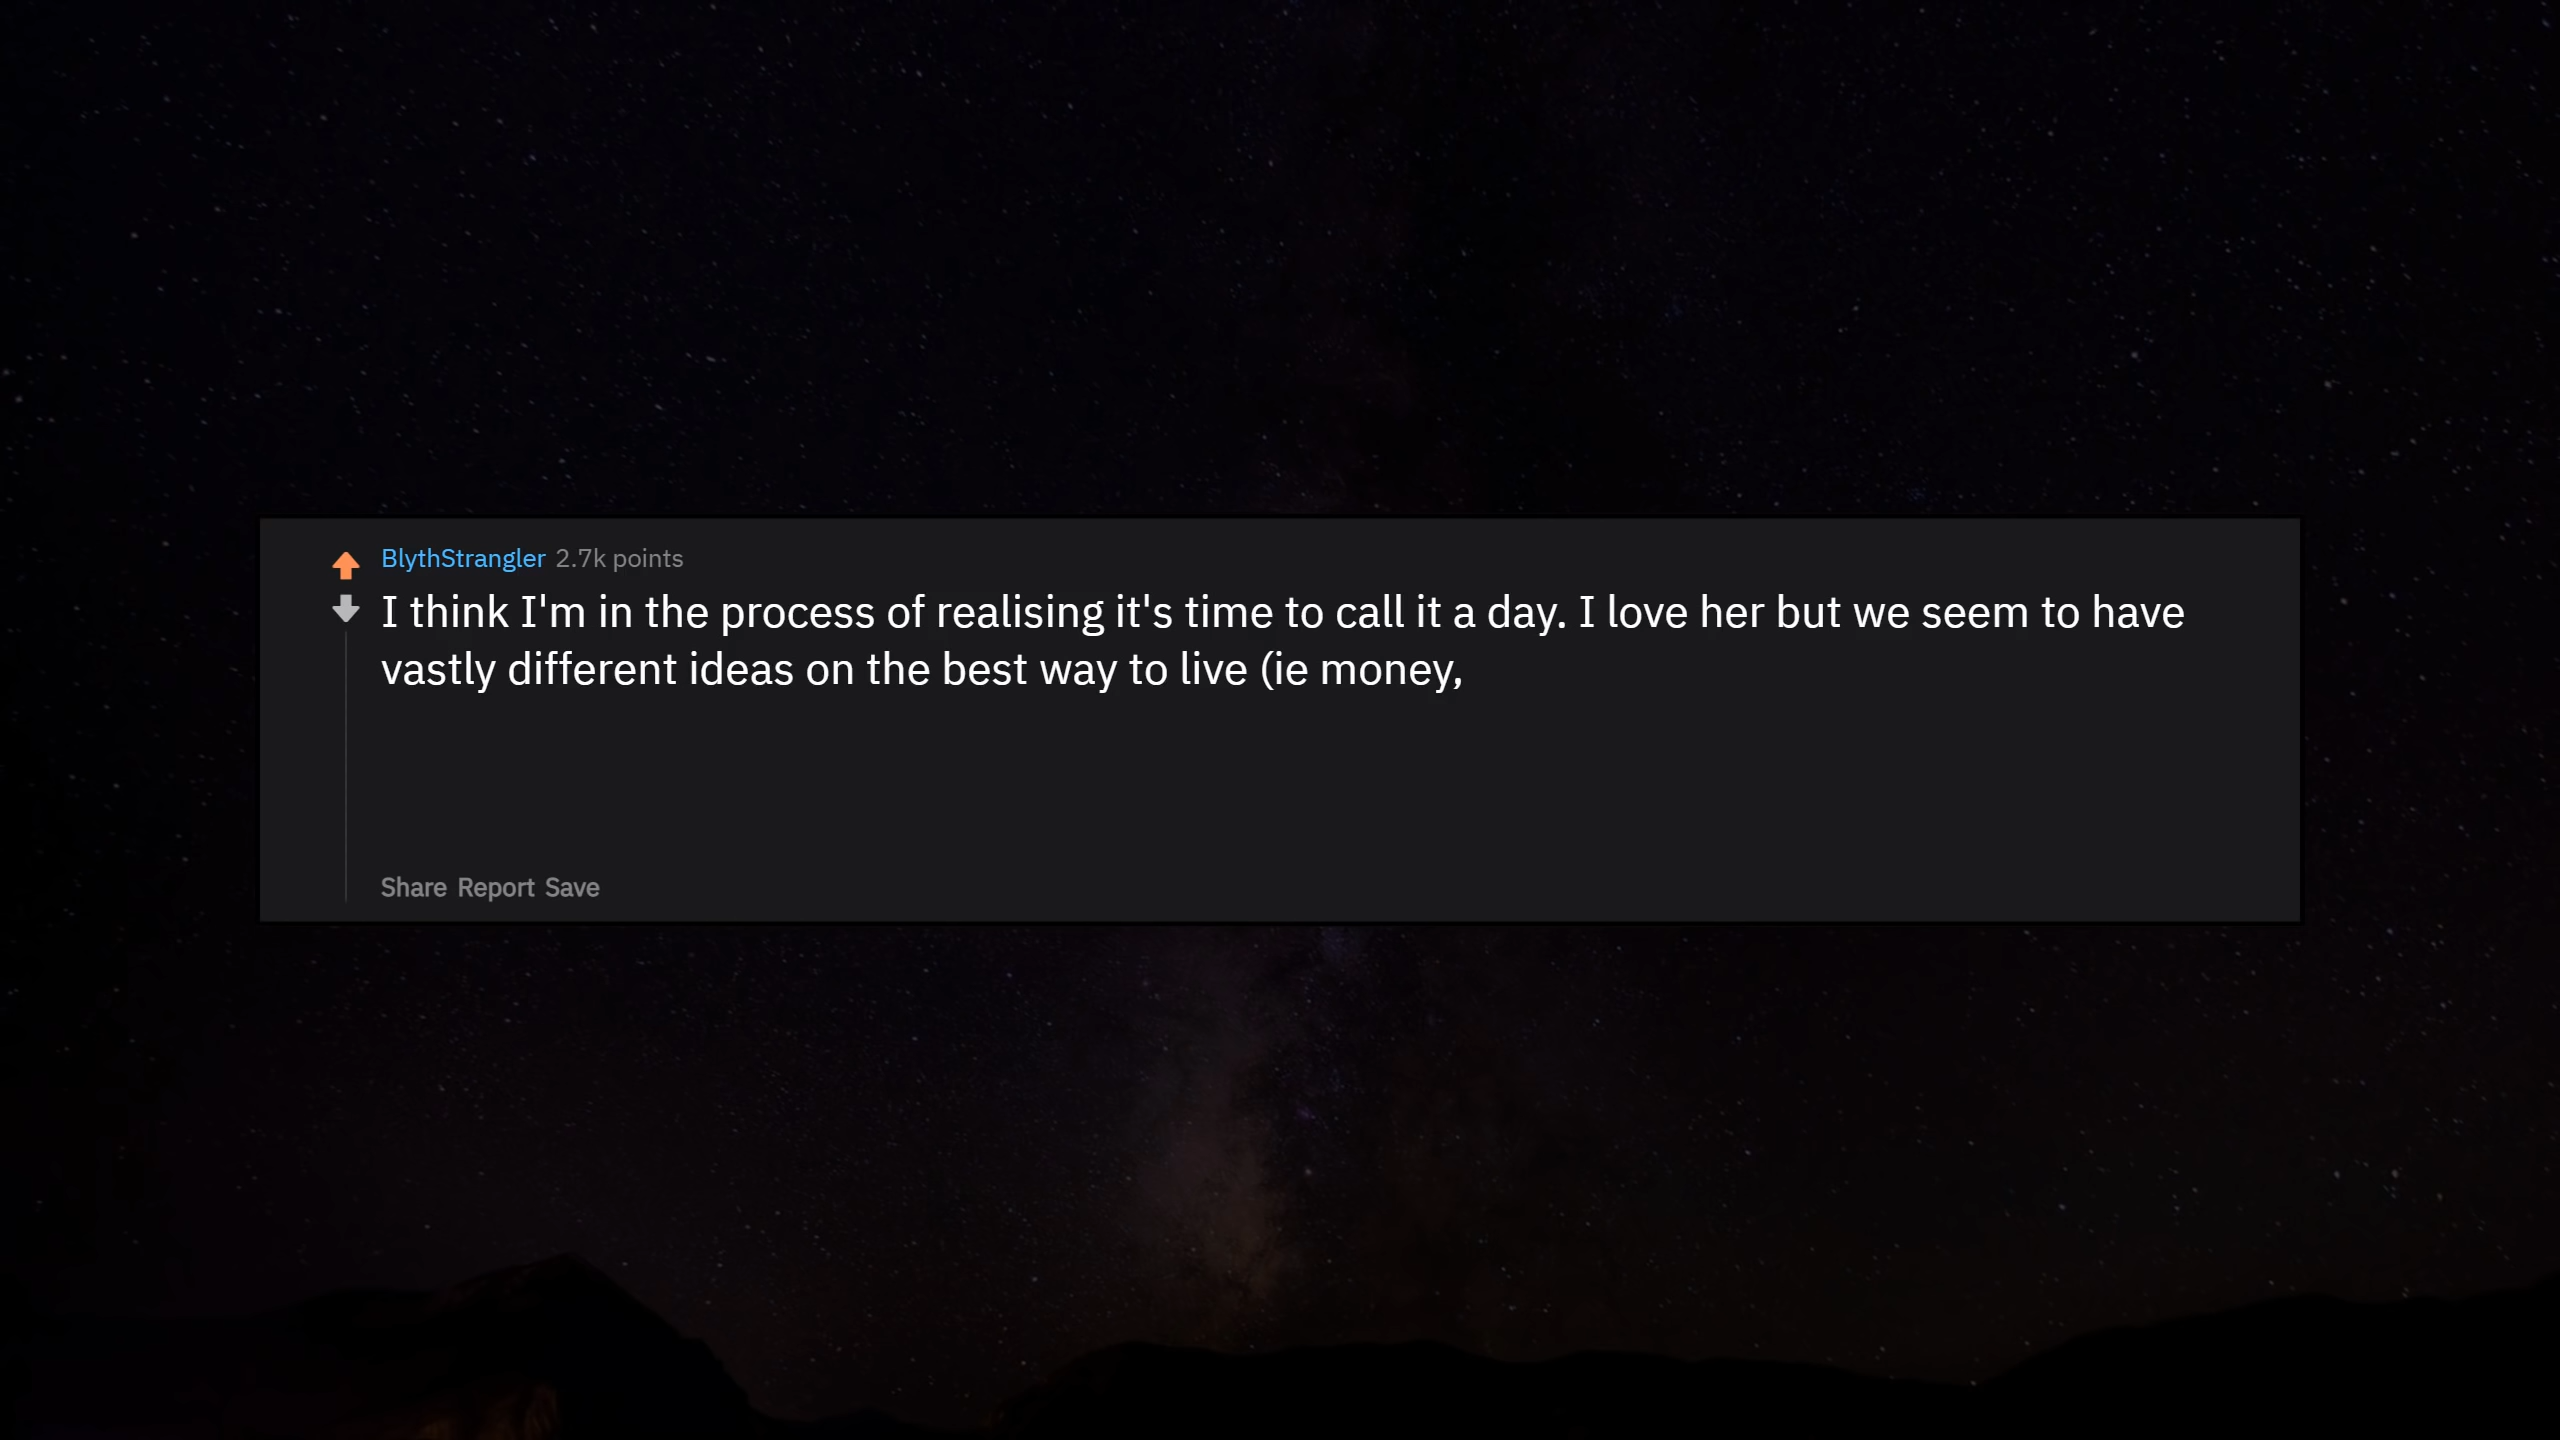 BlythStrangler 2.7k points
I think I'm in the process of realising it's time to call it a day. I love her but we seem to have
vastly different ideas on the best way to live (ie money,
Share Report Save